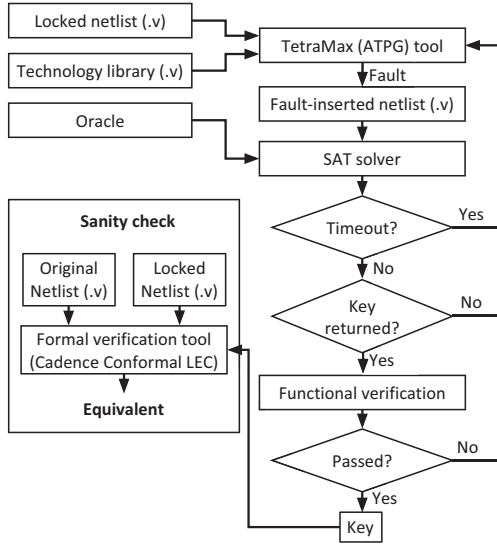 Locked netlist (.v)
Technology library (.v)
Oracle
TetraMax (ATPG) tool
Fault
Fault-inserted netlist (.v)
SAT solver
Timeout?
Yes
No
Key
returned?
No
Yes
Functional verification
Passed?
No
Yes
Key
Sanity check
Original
Netlist (.v)
Locked
Netlist (.v)
Formal verification tool
(Cadence Conformal LEC)
Equivalent